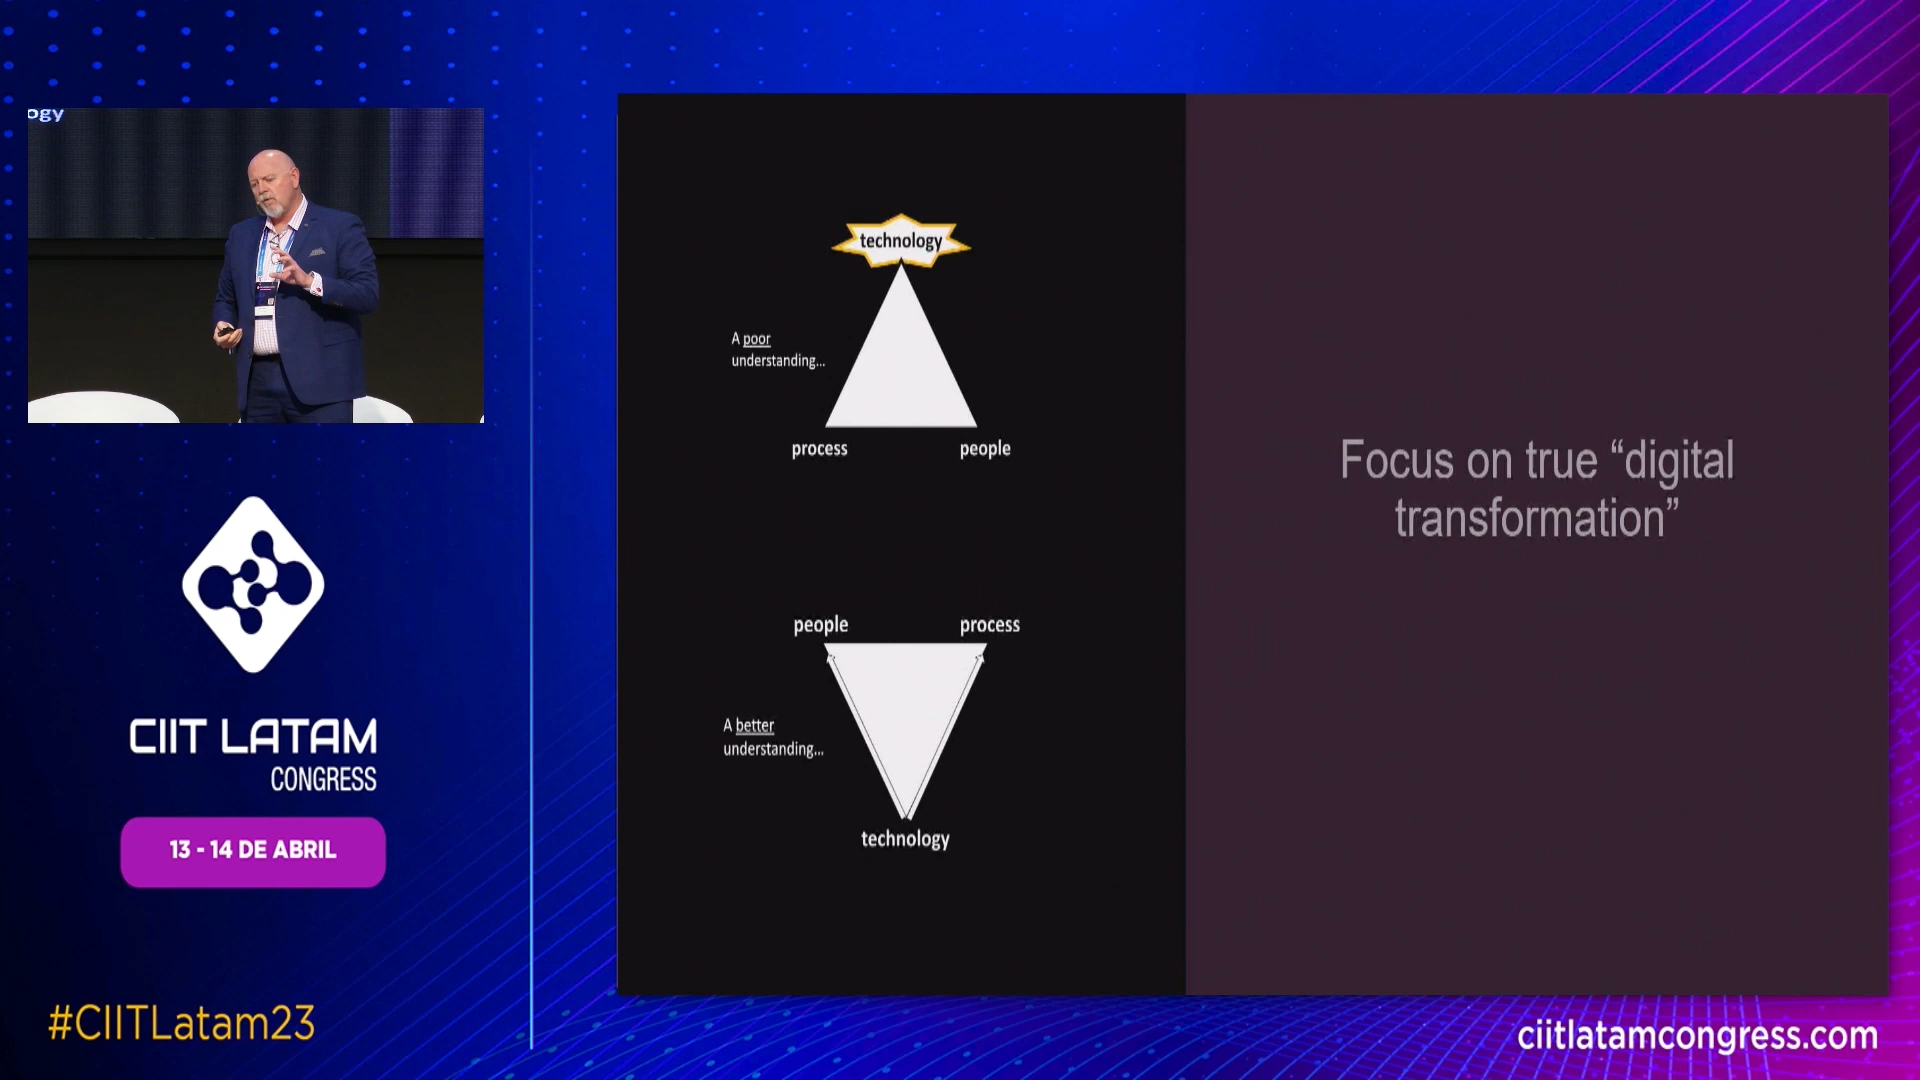 ogy
CIIT LATAM
CONGRESS
13 - 14 DE ABRIL
#CIITLatam23
technology
A poor
understanding...
process
people
people
process
A better
understanding...
technology
Focus on true “digital
transformation”
ciitlatamcongress.com